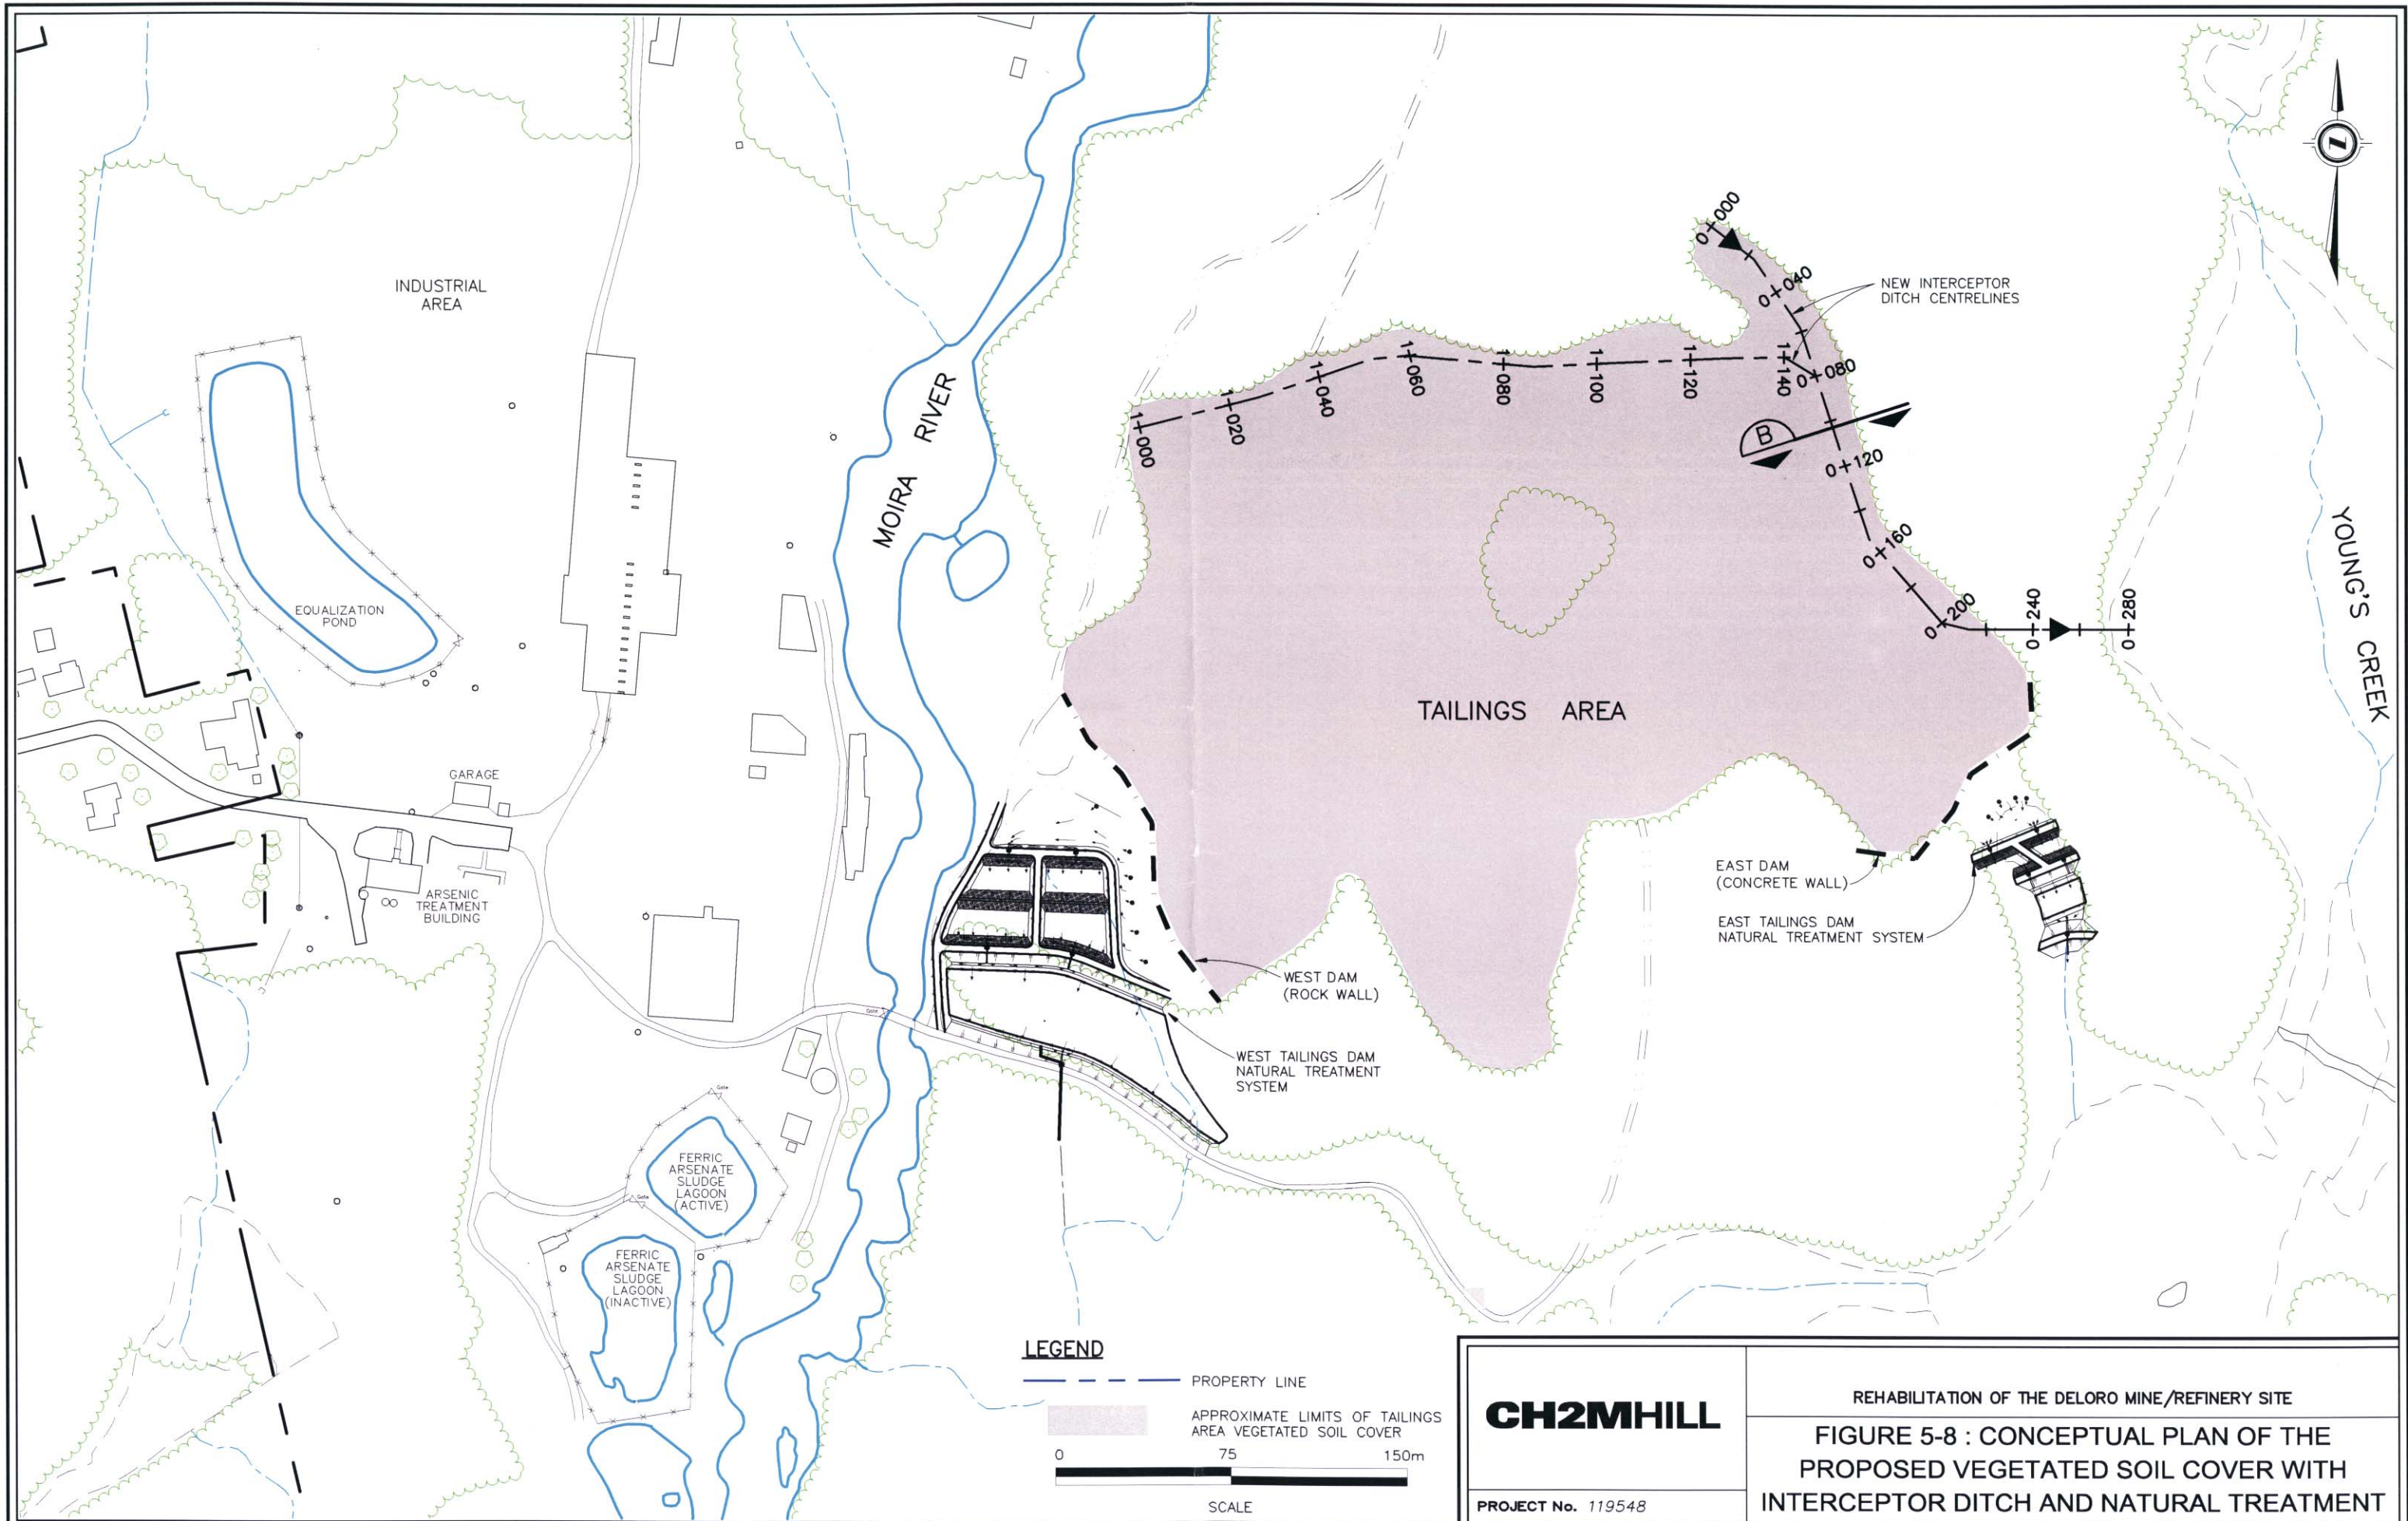 INDUSTRIAL
AREA
EQUALIZATION
POND
GARAGE
ARSENIC
TREATMENT
BUILDING
MOIRA RIVER
Gate
Gate
Gate
FERRIC
ARSENATE
SLUDGE
LAGOON
(ACTIVE)
FERRIC
ARSENATE
SLUDGE
LAGOON
(INACTIVE)
0+000
0+040
NEW INTERCEPTOR
DITCH CENTRELINES
1+000
1+020
1+040
1+060
1+080
1+100
1+120
1+140
0+080
B
0+120
0+160
0+200
0+240
0+280
YOUNG'S CREEK
TAILINGS AREA
EAST DAM
(CONCRETE WALL)
EAST TAILINGS DAM
NATURAL TREATMENT SYSTEM
WEST DAM
(ROCK WALL)
WEST TAILINGS DAM
NATURAL TREATMENT
SYSTEM
Z
LEGEND
PROPERTY LINE
APPROXIMATE LIMITS OF TAILINGS
AREA VEGETATED SOIL COVER
0 75 150m
SCALE
CH2MHILL
PROJECT No. 119548
REHABILITATION OF THE DELORO MINE/REFINERY SITE
FIGURE 5-8 : CONCEPTUAL PLAN OF THE
PROPOSED VEGETATED SOIL COVER WITH
INTERCEPTOR DITCH AND NATURAL TREATMENT